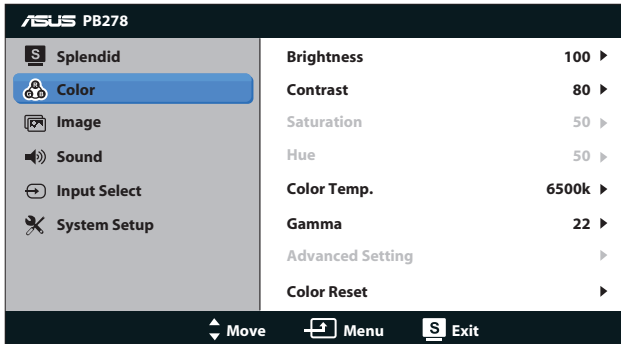 ASUS PB278
S Splendid
Color
Image
Sound
Input Select
System Setup
Brightness 100
Contrast 80
Saturation 50
Hue 50
Color Temp. 6500k
Gamma 22
Advanced Setting
Color Reset
Move Menu S Exit